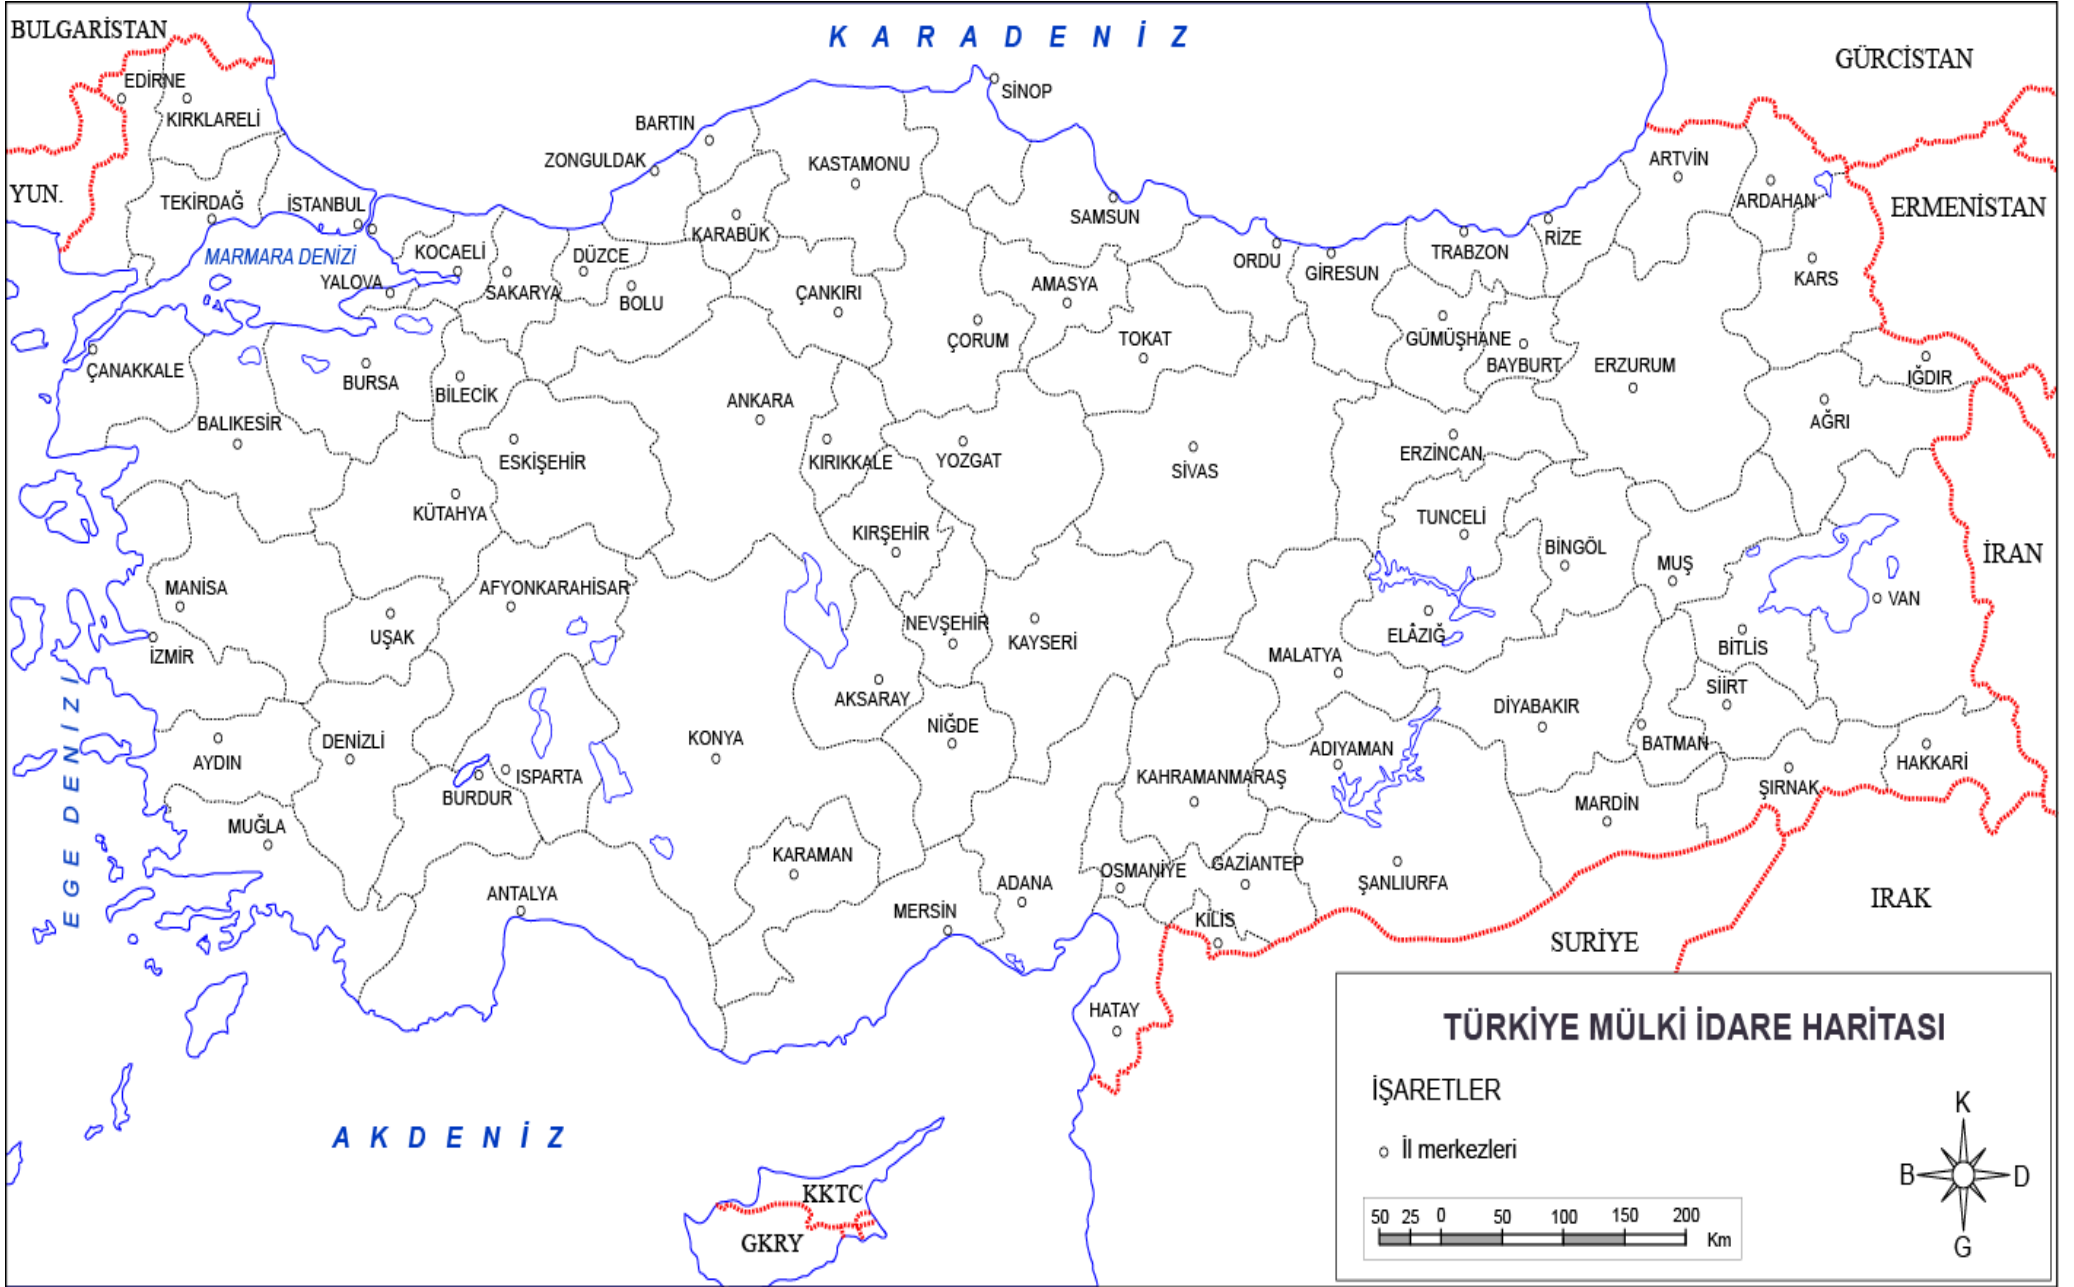 BULGARİSTAN
K A R A D E N İ Z
GÜRCİSTAN
EDİRNE
KIRKLARELİ
SİNOP
BARTIN
ZONGULDAK
KASTAMONU
ARTVİN
YUN.
TEKİRDAĞ
İSTANBUL
KARABÜK
SAMSUN
ARDAHAN
ERMENİSTAN
MARMARA DENİZİ
KOCAELİ
DÜZCE
ORDU
GİRESUN
TRABZON
RİZE
YALOVA
SAKARYA
BOLU
ÇANKIRI
AMASYA
KARS
ÇANAKKALE
BURSA
BİLECİK
ÇORUM
TOKAT
GÜMÜŞHANE
BAYBURT
ERZURUM
IĞDIR
BALIKESİR
ANKARA
AĞRI
ESKİŞEHİR
KIRIKKALE
YOZGAT
SİVAS
ERZİNCAN
KÜTAHYA
KIRŞEHİR
TUNCELİ
BİNGÖL
MUŞ
İRAN
MANİSA
AFYONKARAHİSAR
VAN
UŞAK
NEVŞEHİR
KAYSERİ
ELÂZIĞ
İZMİR
MALATYA
BİTLİS
SİİRT
AKSARAY
DİYABAKIR
EGE DENİZİ
AYDIN
DENİZLİ
KONYA
NİĞDE
ADIYAMAN
BATMAN
HAKKARİ
BURDUR
ISPARTA
KAHRAMANMARAŞ
MARDİN
ŞIRNAK
MUĞLA
KARAMAN
OSMANİYE
GAZİANTEP
ANTALYA
ADANA
ŞANLIURFA
MERSİN
KİLİS
IRAK
SURİYE
HATAY
TÜRKİYE MÜLKİ İDARE HARİTASI
İŞARETLER
İl merkezleri
K
B
D
G
A K D E N İ Z
KKTC
GKRY
50 25 0 50 100 150 200
Km